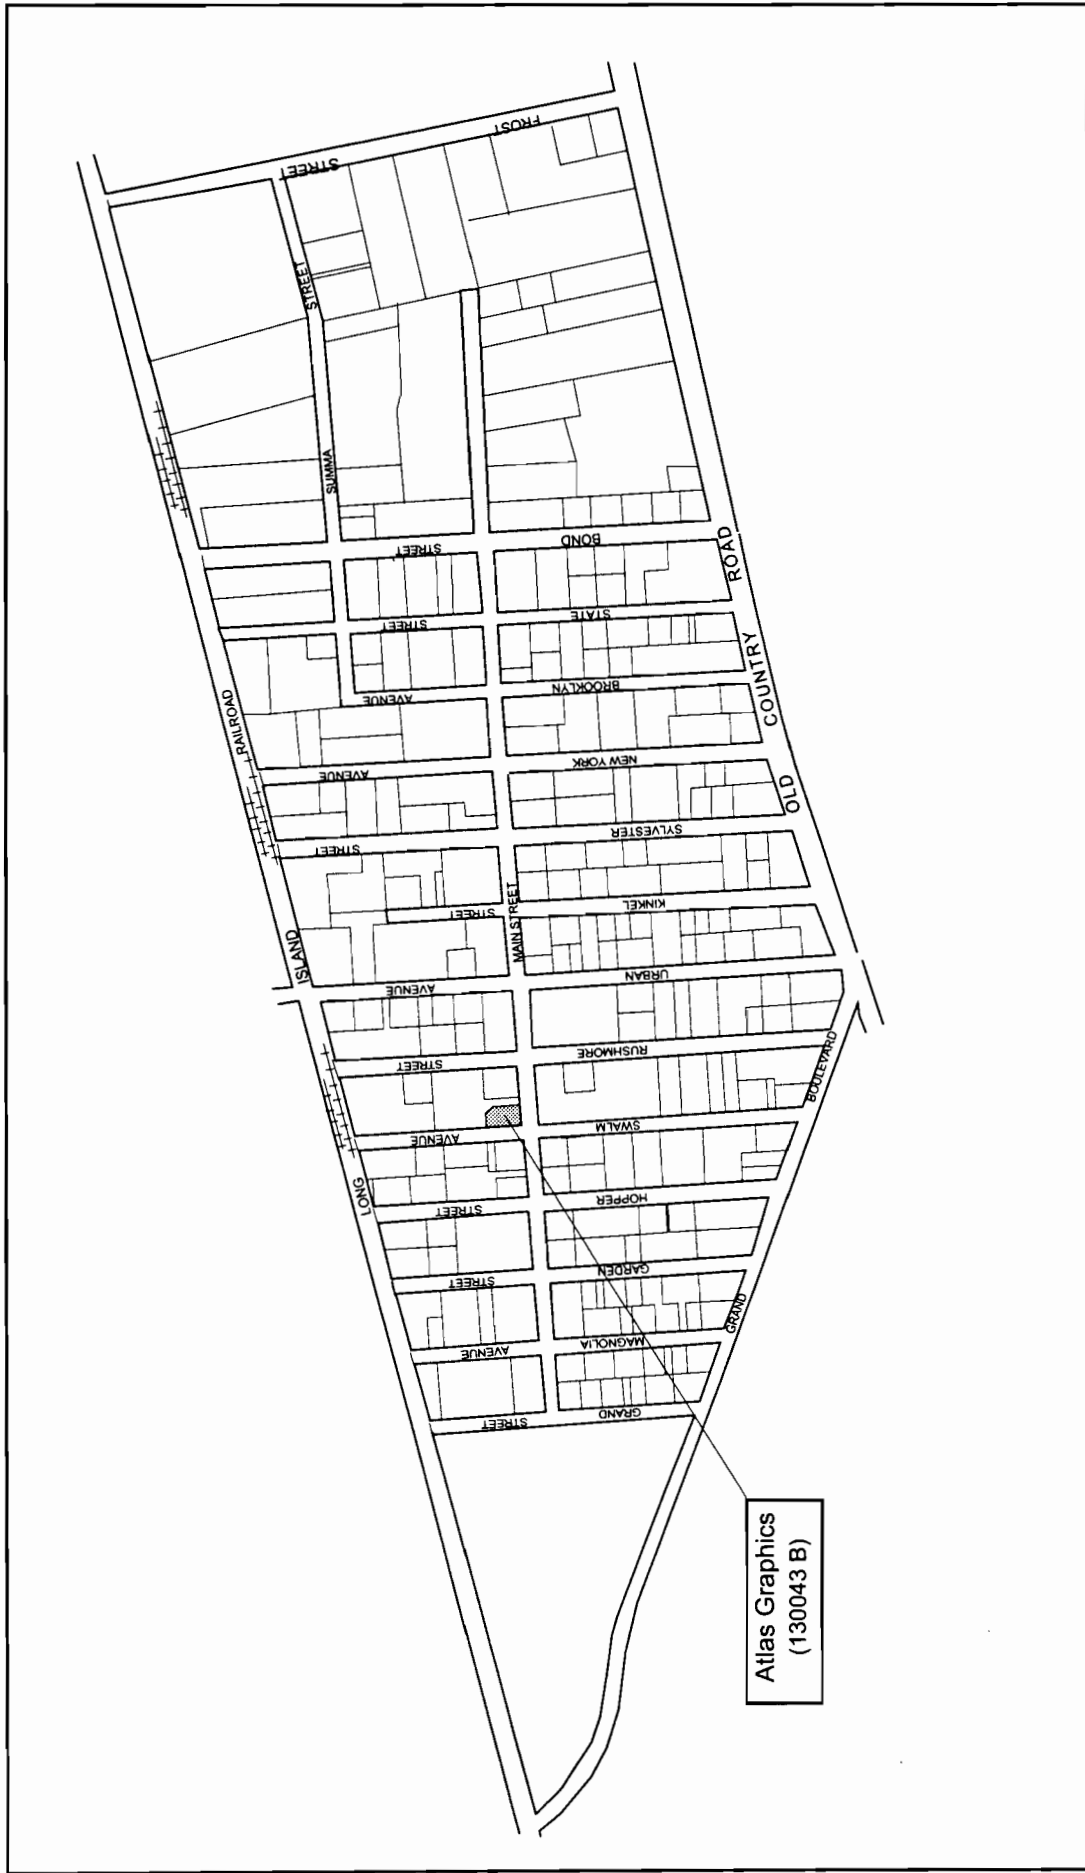 FROST
STREET
STREET
SUMMA
STREET
BOND
STREET
STATE
AVENUE
BROOKLYN
AVENUE
NEW YORK
STREET
SYLVESTER
STREET
KINKEL
MAIN STREET
AVENUE
URBAN
STREET
RUSHMORE
AVENUE
SWALM
STREET
HOPPER
STREET
GARDEN
AVENUE
MAGNOLIA
STREET
GRAND
LONG
ISLAND
RAILROAD
OLD
COUNTRY
ROAD
GRAND
BOULEVARD
Atlas Graphics
(130043 B)